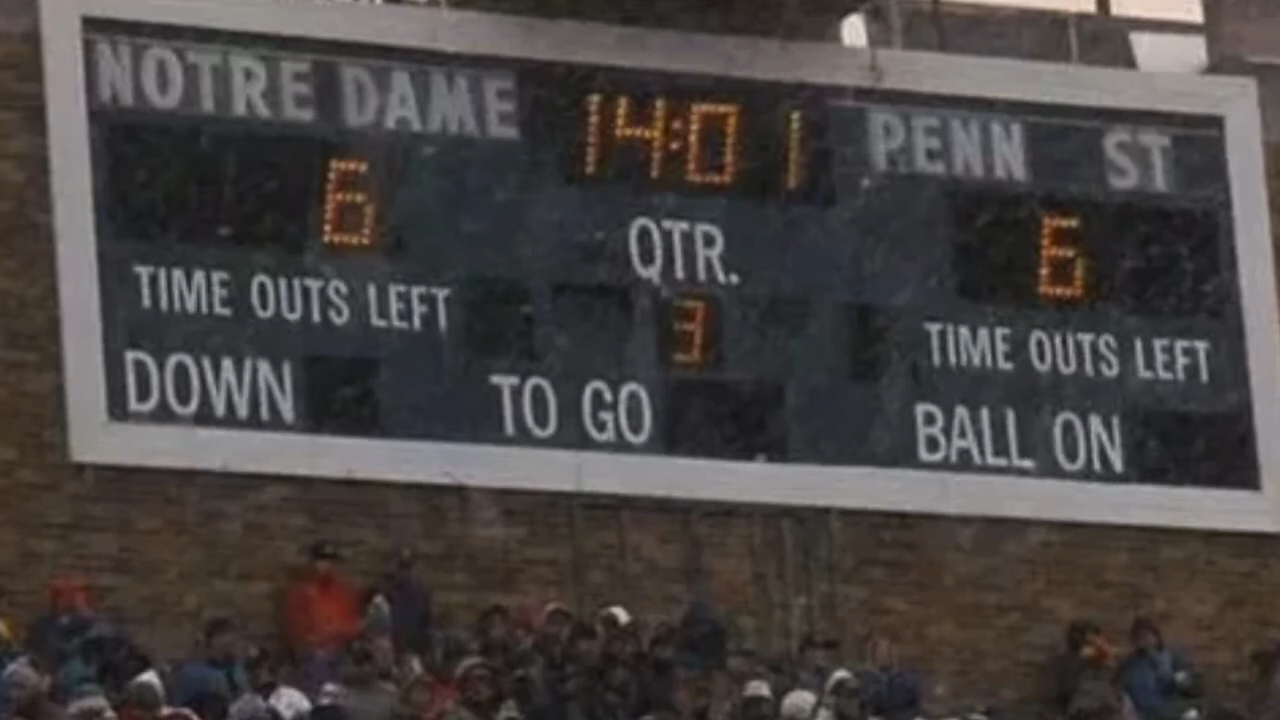 NOTRE DAME 14:01 PENN ST
6 QTR. 6
TIME OUTS LEFT 3 TIME OUTS LEFT
DOWN TO GO BALL ON